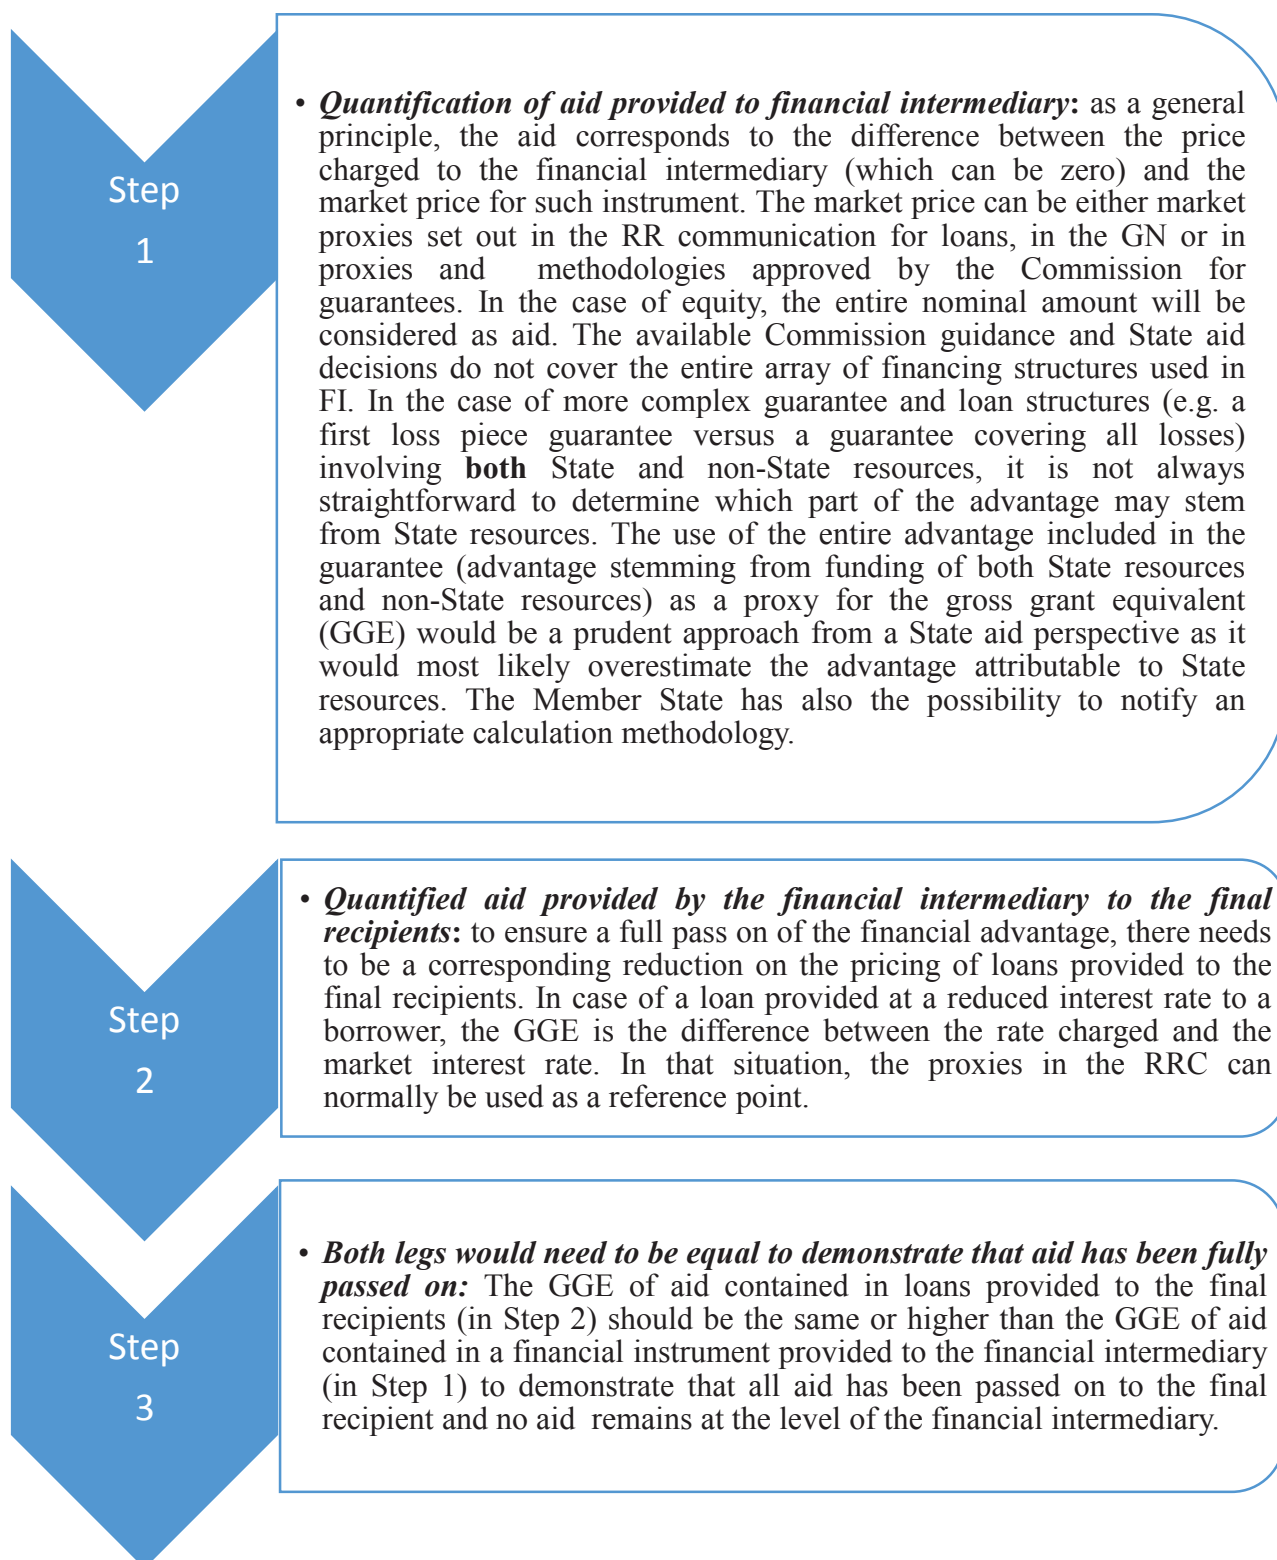 Step
1
• Quantification of aid provided to financial intermediary: as a general
principle, the aid corresponds to the difference between the price
charged to the financial intermediary (which can be zero) and the
market price for such instrument. The market price can be either market
proxies set out in the RR communication for loans, in the GN or in
proxies and methodologies approved by the Commission for
guarantees. In the case of equity, the entire nominal amount will be
considered as aid. The available Commission guidance and State aid
decisions do not cover the entire array of financing structures used in
FI. In the case of more complex guarantee and loan structures (e.g. a
first loss piece guarantee versus a guarantee covering all losses)
involving both State and non-State resources, it is not always
straightforward to determine which part of the advantage may stem
from State resources. The use of the entire advantage included in the
guarantee (advantage stemming from funding of both State resources
and non-State resources) as a proxy for the gross grant equivalent
(GGE) would be a prudent approach from a State aid perspective as it
would most likely overestimate the advantage attributable to State
resources. The Member State has also the possibility to notify an
appropriate calculation methodology.
Step
2
• Quantified aid provided by the financial intermediary to the final
recipients: to ensure a full pass on of the financial advantage, there needs
to be a corresponding reduction on the pricing of loans provided to the
final recipients. In case of a loan provided at a reduced interest rate to a
borrower, the GGE is the difference between the rate charged and the
market interest rate. In that situation, the proxies in the RRC can
normally be used as a reference point.
Step
3
• Both legs would need to be equal to demonstrate that aid has been fully
passed on: The GGE of aid contained in loans provided to the final
recipients (in Step 2) should be the same or higher than the GGE of aid
contained in a financial instrument provided to the financial intermediary
(in Step 1) to demonstrate that all aid has been passed on to the final
recipient and no aid remains at the level of the financial intermediary.